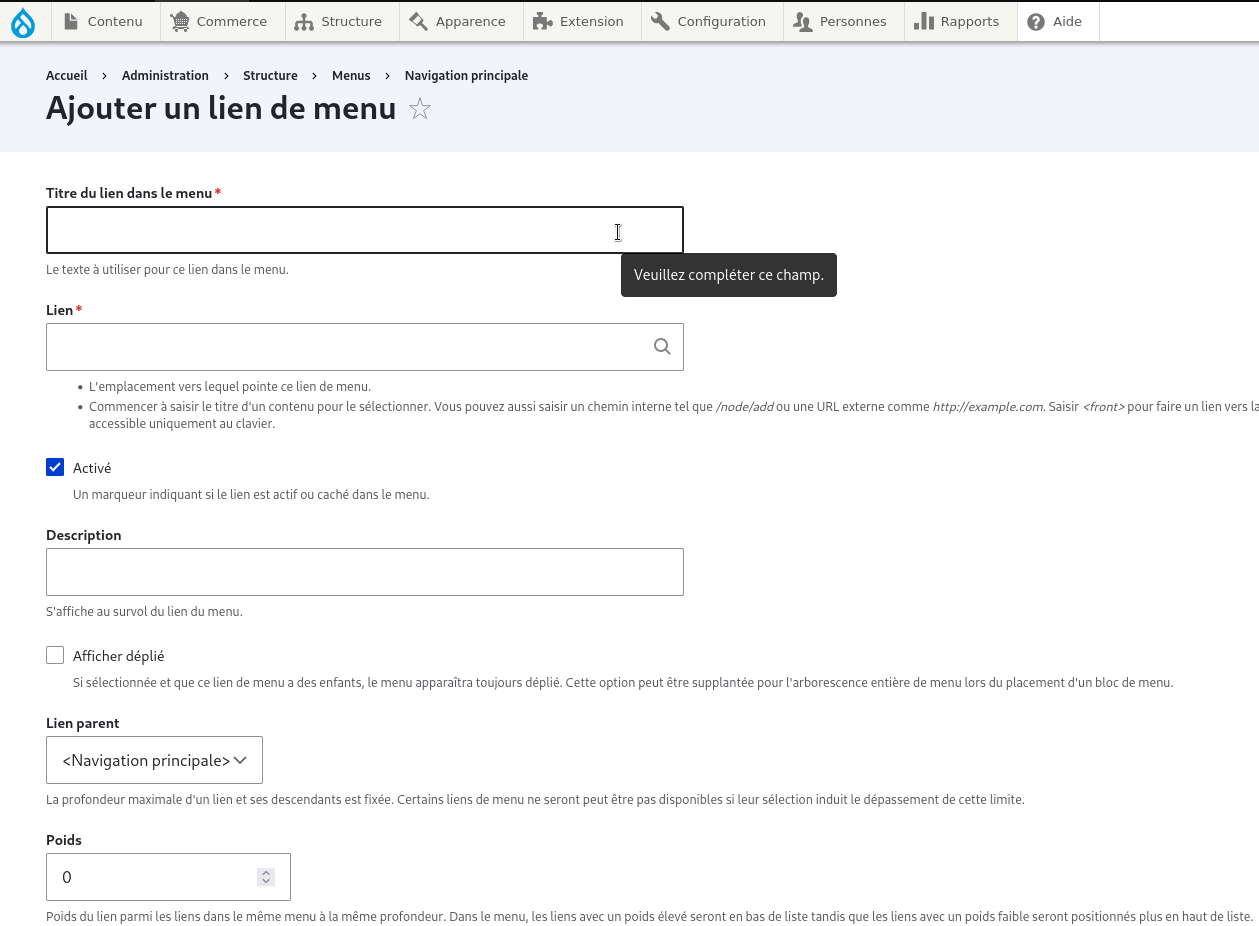 Contenu Commerce Structure Apparence Extension Configuration Personnes Rapports Aide
Accueil › Administration › Structure › Menus › Navigation principale
Ajouter un lien de menu
Titre du lien dans le menu *
Le texte à utiliser pour ce lien dans le menu.
Veuillez compléter ce champ.
Lien *
• L'emplacement vers lequel pointe ce lien de menu.
• Commencer à saisir le titre d'un contenu pour le sélectionner. Vous pouvez aussi saisir un chemin interne tel que /node/add ou une URL externe comme http://example.com. Saisir <front> pour faire un lien vers la
accessible uniquement au clavier.
Activé
Un marqueur indiquant si le lien est actif ou caché dans le menu.
Description
S'affiche au survol du lien du menu.
Afficher déplié
Si sélectionnée et que ce lien de menu a des enfants, le menu apparaîtra toujours déplié. Cette option peut être supplantée pour l'arborescence entière de menu lors du placement d'un bloc de menu.
Lien parent
<Navigation principale>
La profondeur maximale d'un lien et ses descendants est fixée. Certains liens de menu ne seront peut être pas disponibles si leur sélection induit le dépassement de cette limite.
Poids
0
Poids du lien parmi les liens dans le même menu à la même profondeur. Dans le menu, les liens avec un poids élevé seront en bas de liste tandis que les liens avec un poids faible seront positionnés plus en haut de liste.